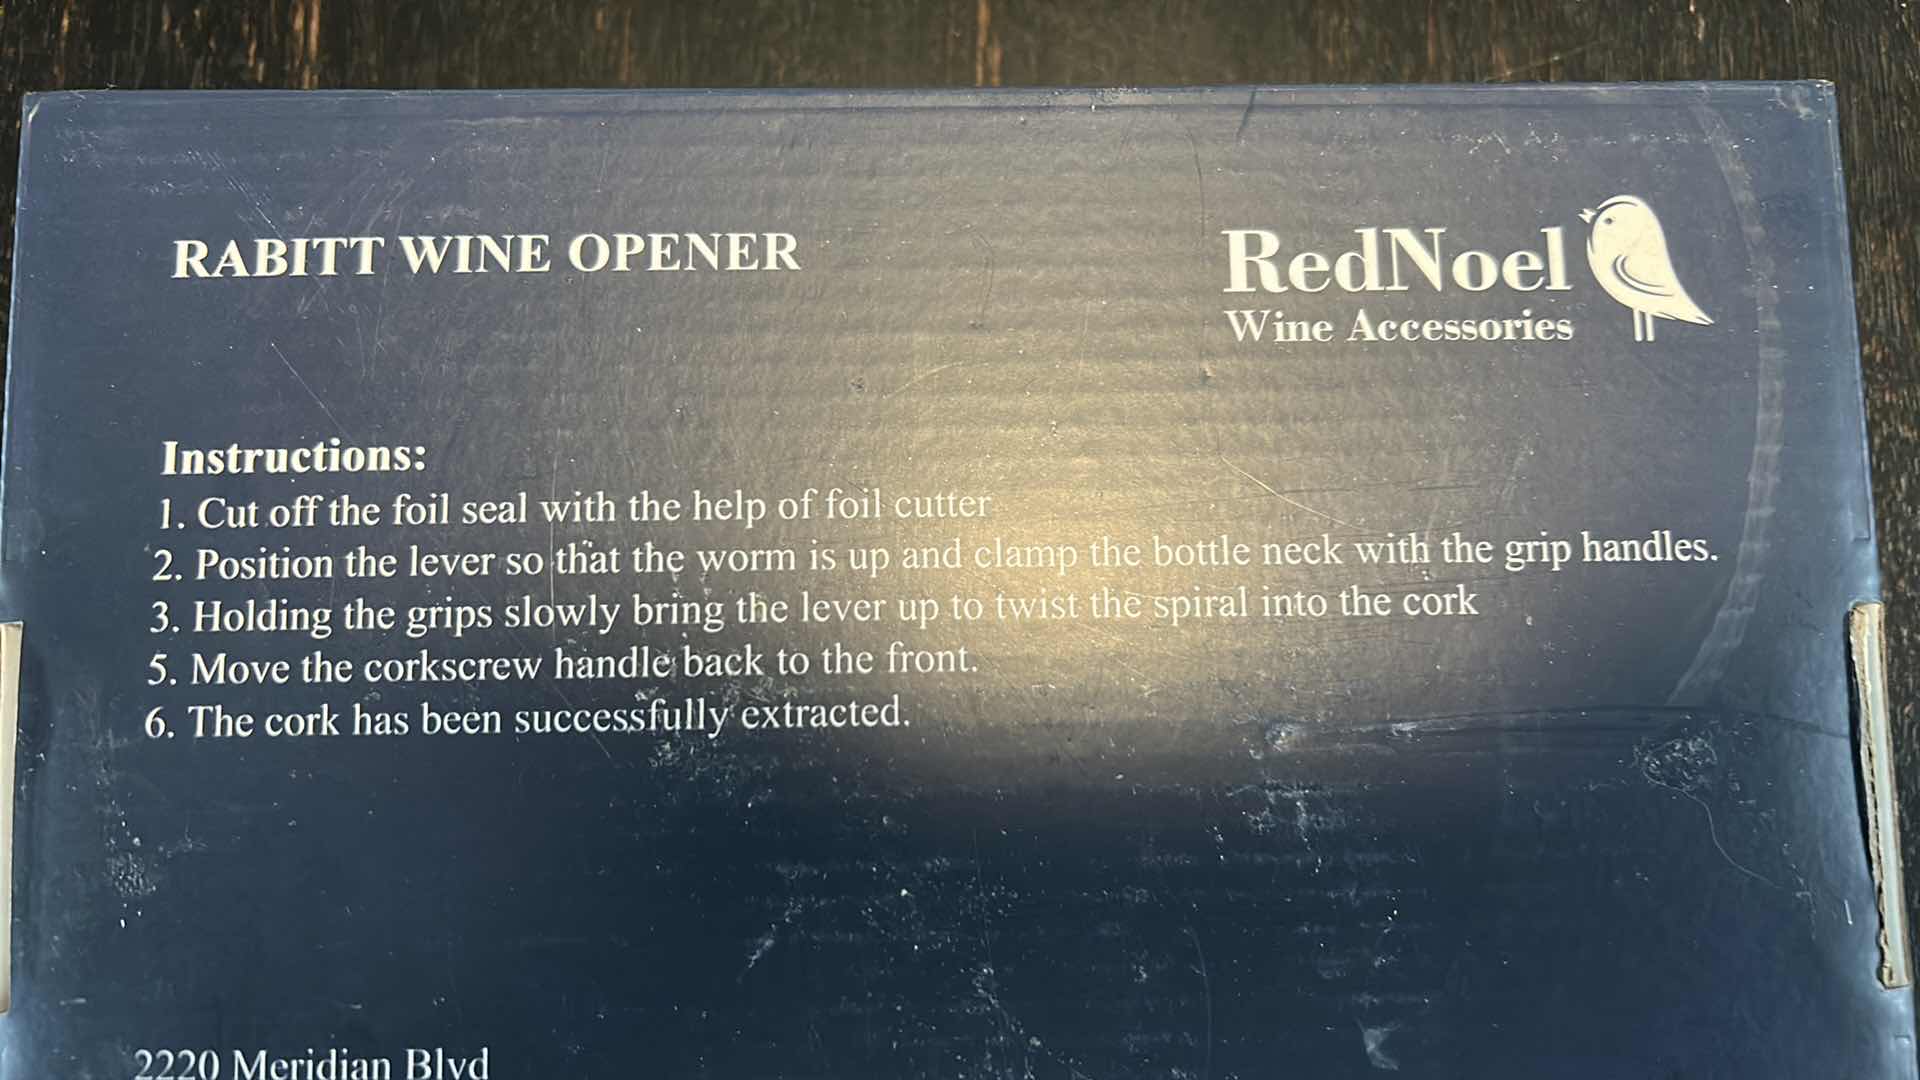 RABITT WINE OPENER
RedNoel
Wine Accessories
Instructions:
1. Cut off the foil seal with the help of foil cutter
2. Position the lever so that the worm is up and clamp the bottle neck with the grip handles.
3. Holding the grips slowly bring the lever up to twist the spiral into the cork
5. Move the corkscrew handle back to the front.
6. The cork has been successfully extracted.
2220 Meridian Blvd